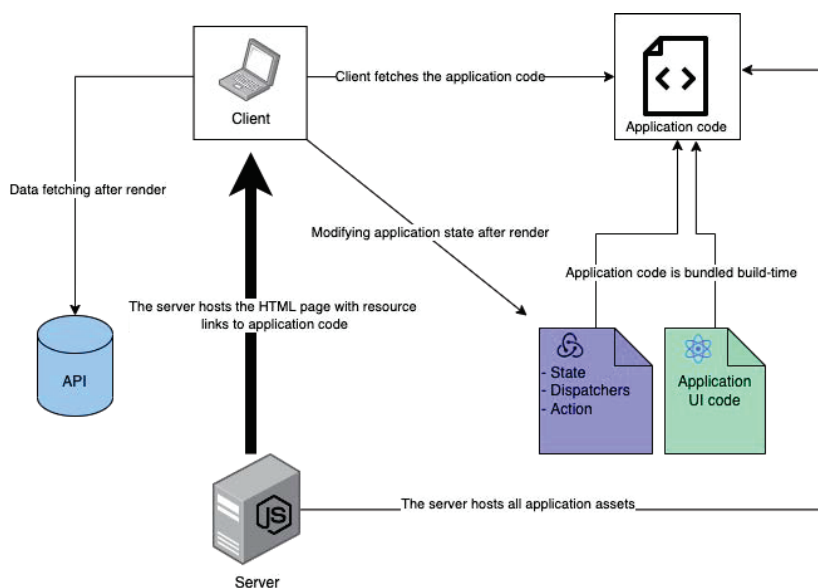 Client fetches the application code
Client
Application code
Data fetching after render
Modifying application state after render
Application code is bundled build-time
The server hosts the HTML page with resource
links to application code
API
- State
- Dispatchers
- Action
Application
UI code
JS
The server hosts all application assets
Server